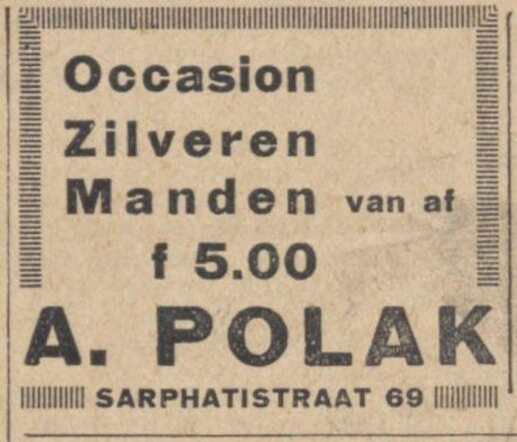 Occasion
Zilveren
Manden van af
f 5.00
A. POLAK
SARPHATISTRAAT 69